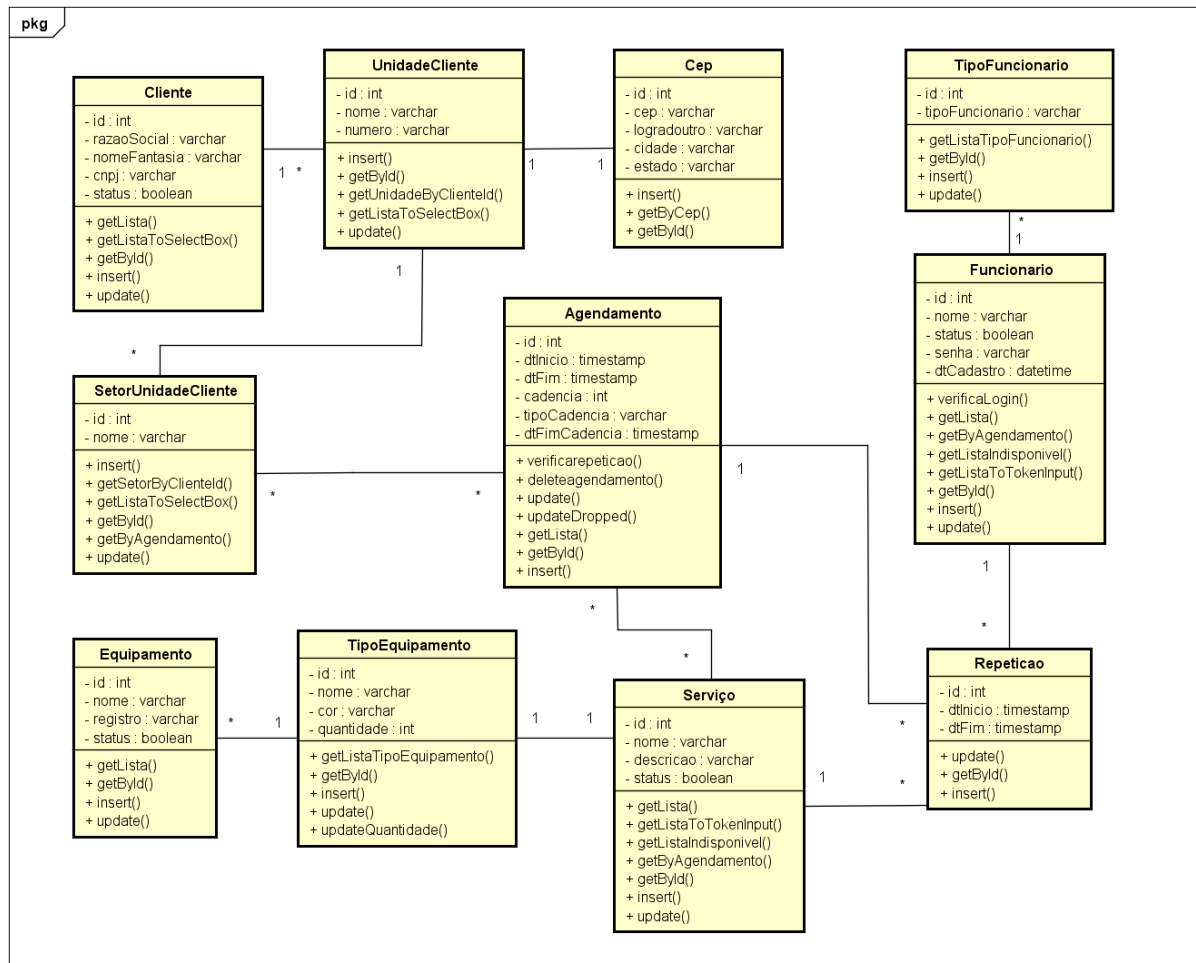 pkg
Cliente
- id : int
- razaoSocial : varchar
- nomeFantasia : varchar
- cnpj : varchar
- status : boolean
+ getLista()
+ getListaToSelectBox()
+ getById()
+ insert()
+ update()
1
*
UnidadeCliente
- id : int
- nome : varchar
- numero : varchar
+ insert()
+ getById()
+ getUnidadeByClienteId()
+ getListaToSelectBox()
+ update()
1
1
Cep
- id : int
- cep : varchar
- logradoutro : varchar
- cidade : varchar
- estado : varchar
+ insert()
+ getByCep()
+ getById()
TipoFuncionario
- id : int
- tipoFuncionario : varchar
+ getListaTipoFuncionario()
+ getById()
+ insert()
+ update()
*
1
Funcionario
- id : int
- nome : varchar
- status : boolean
- senha : varchar
- dtCadastro : datetime
+ verificaLogin()
+ getLista()
+ getByAgendamento()
+ getListaIndisponivel()
+ getListaToTokenInput()
+ getById()
+ insert()
+ update()
1
*
1
*
SetorUnidadeCliente
- id : int
- nome : varchar
+ insert()
+ getSetorByClienteId()
+ getListaToSelectBox()
+ getById()
+ getByAgendamento()
+ update()
*
*
Agendamento
- id : int
- dtInicio : timestamp
- dtFim : timestamp
- cadencia : int
- tipoCadencia : varchar
- dtFimCadencia : timestamp
+ verificarepeticao()
+ deleteagendamento()
+ update()
+ updateDropped()
+ getLista()
+ getById()
+ insert()
1
*
*
*
Equipamento
- id : int
- nome : varchar
- registro : varchar
- status : boolean
+ getLista()
+ getById()
+ insert()
+ update()
*
1
TipoEquipamento
- id : int
- nome : varchar
- cor : varchar
- quantidade : int
+ getListaTipoEquipamento()
+ getById()
+ insert()
+ update()
+ updateQuantidade()
1
1
Serviço
- id : int
- nome : varchar
- descricao : varchar
- status : boolean
+ getLista()
+ getListaToTokenInput()
+ getListaIndisponivel()
+ getByAgendamento()
+ getById()
+ insert()
+ update()
1
*
Repeticao
- id : int
- dtInicio : timestamp
- dtFim : timestamp
+ update()
+ getById()
+ insert()